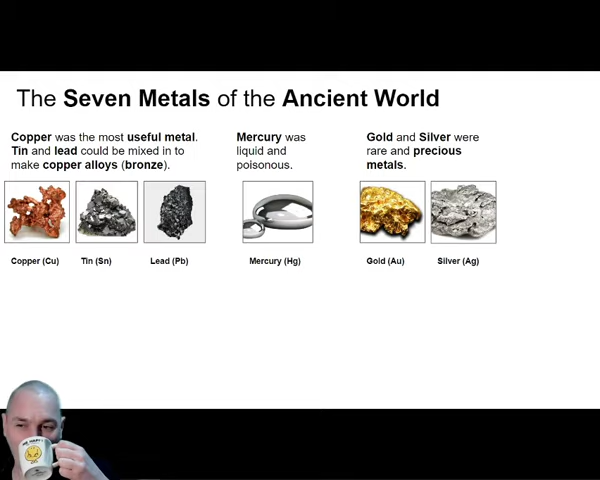 The Seven Metals of the Ancient World
Copper was the most useful metal.
Tin and lead could be mixed in to
make copper alloys (bronze).
Mercury was
liquid and
poisonous.
Gold and Silver were
rare and precious
metals.
Copper (Cu)
Tin (Sn)
Lead (Pb)
Mercury (Hg)
Gold (Au)
Silver (Ag)